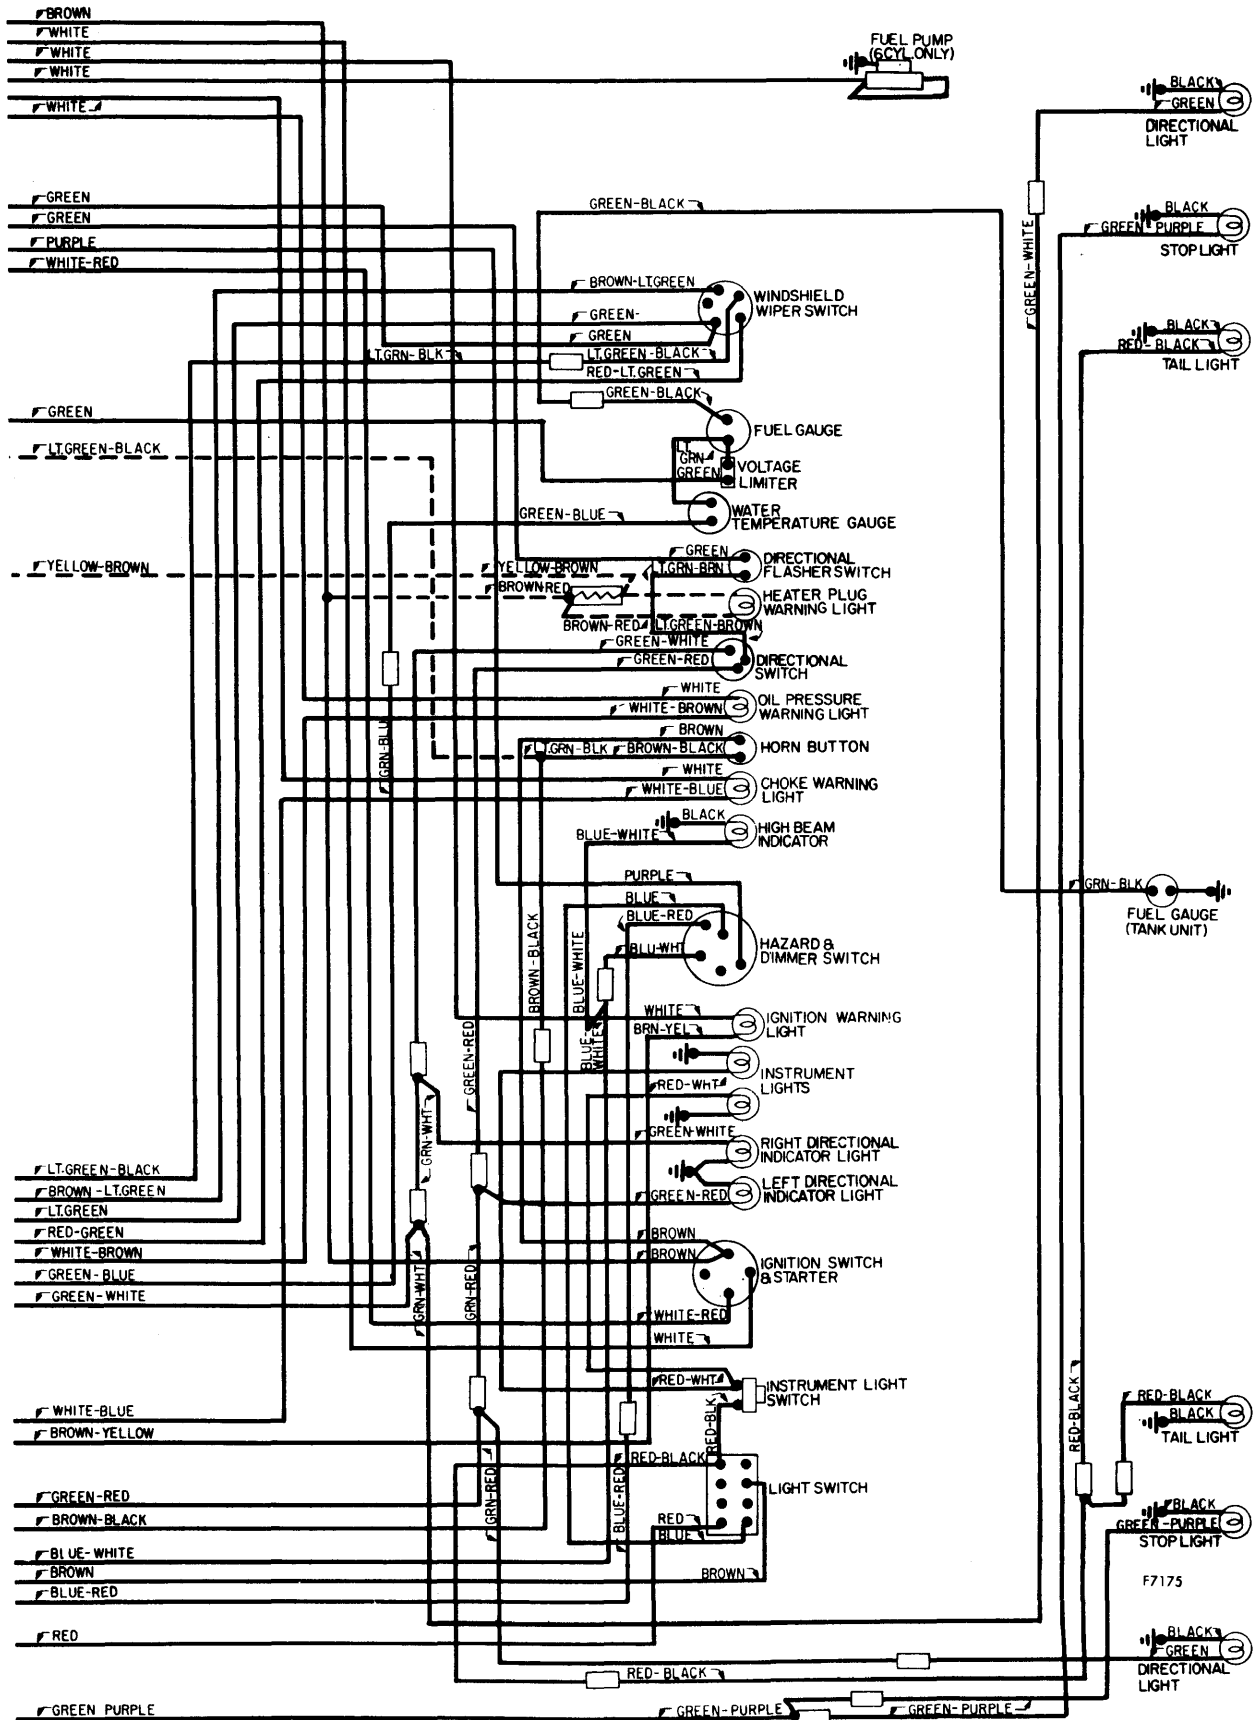 BROWN
WHITE
WHITE
WHITE
WHITE
FUEL PUMP
(6CYL.ONLY)
BLACK
GREEN
DIRECTIONAL
LIGHT
GREEN
GREEN
PURPLE
WHITE-RED
GREEN-BLACK
GREEN-WHITE
BLACK
GREEN PURPLE
STOP LIGHT
BROWN-LT.GREEN
WINDSHIELD
WIPER SWITCH
GREEN-
GREEN
LT.GRN-BLK
LT.GREEN-BLACK
RED-LT.GREEN
BLACK
RED-BLACK
TAIL LIGHT
GREEN-BLACK
GREEN
FUEL GAUGE
LT.GREEN-BLACK
LT.
GRN
GREEN
VOLTAGE
LIMITER
GREEN-BLUE
WATER
TEMPERATURE GAUGE
GREEN
LT.GRN-BRN
DIRECTIONAL
FLASHER SWITCH
YELLOW-BROWN
YELLOW-BROWN
BROWN-RED
HEATER PLUG
WARNING LIGHT
BROWN-RED
LT.GREEN-BROWN
GREEN-WHITE
GREEN-RED
DIRECTIONAL
SWITCH
WHITE
WHITE-BROWN
OIL PRESSURE
WARNING LIGHT
GRN-BLU
BROWN
LT.GRN-BLK
BROWN-BLACK
HORN BUTTON
WHITE
WHITE-BLUE
CHOKE WARNING
LIGHT
BLACK
BLUE-WHITE
HIGH BEAM
INDICATOR
PURPLE
BLUE
BLUE-RED
BLU-WHT
HAZARD &
DIMMER SWITCH
GRN-BLK
FUEL GAUGE
(TANK UNIT)
BROWN-BLACK
BLUE-WHITE
BLUE-
WHITE
WHITE
BRN-YEL
IGNITION WARNING
LIGHT
GREEN-RED
INSTRUMENT
LIGHTS
RED-WHT
GRN-WHT
GREEN-WHITE
RIGHT DIRECTIONAL
INDICATOR LIGHT
LT.GREEN-BLACK
BROWN-LT.GREEN
LT.GREEN
RED-GREEN
WHITE-BROWN
GREEN-BLUE
GREEN-WHITE
GREEN-RED
LEFT DIRECTIONAL
INDICATOR LIGHT
BROWN
BROWN
IGNITION SWITCH
& STARTER
GRN-WHT
GRN-RED
WHITE-RED
WHITE
RED-WHT
INSTRUMENT LIGHT
SWITCH
RED-BLK
RED-BLACK
RED-BLACK
BLACK
TAIL LIGHT
WHITE-BLUE
BROWN-YELLOW
RED-BLACK
LIGHT SWITCH
GRN-RED
BLUE-RED
GREEN-RED
BROWN-BLACK
RED
BLUE
BLACK
GREEN-PURPLE
STOP LIGHT
BLUE-WHITE
BROWN
BLUE-RED
BROWN
F7175
RED
BLACK
GREEN
DIRECTIONAL
LIGHT
RED-BLACK
GREEN PURPLE
GREEN-PURPLE
GREEN-PURPLE